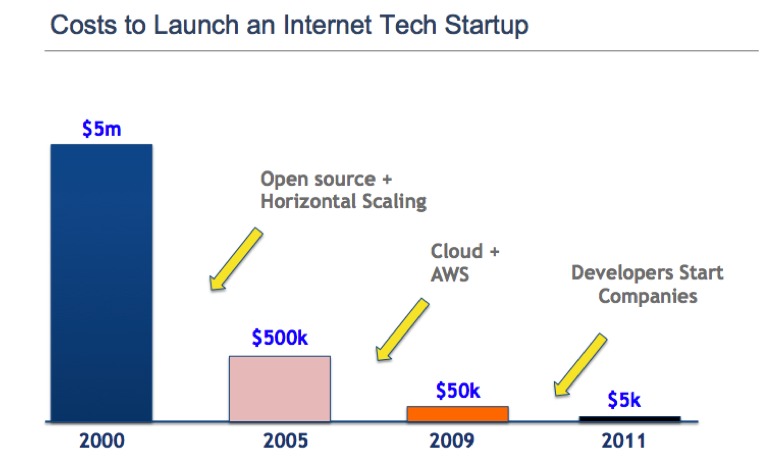 Costs to Launch an Internet Tech Startup
$5m
Open source +
Horizontal Scaling
Cloud +
AWS
Developers Start
Companies
$500k
$50k
$5k
2000
2005
2009
2011